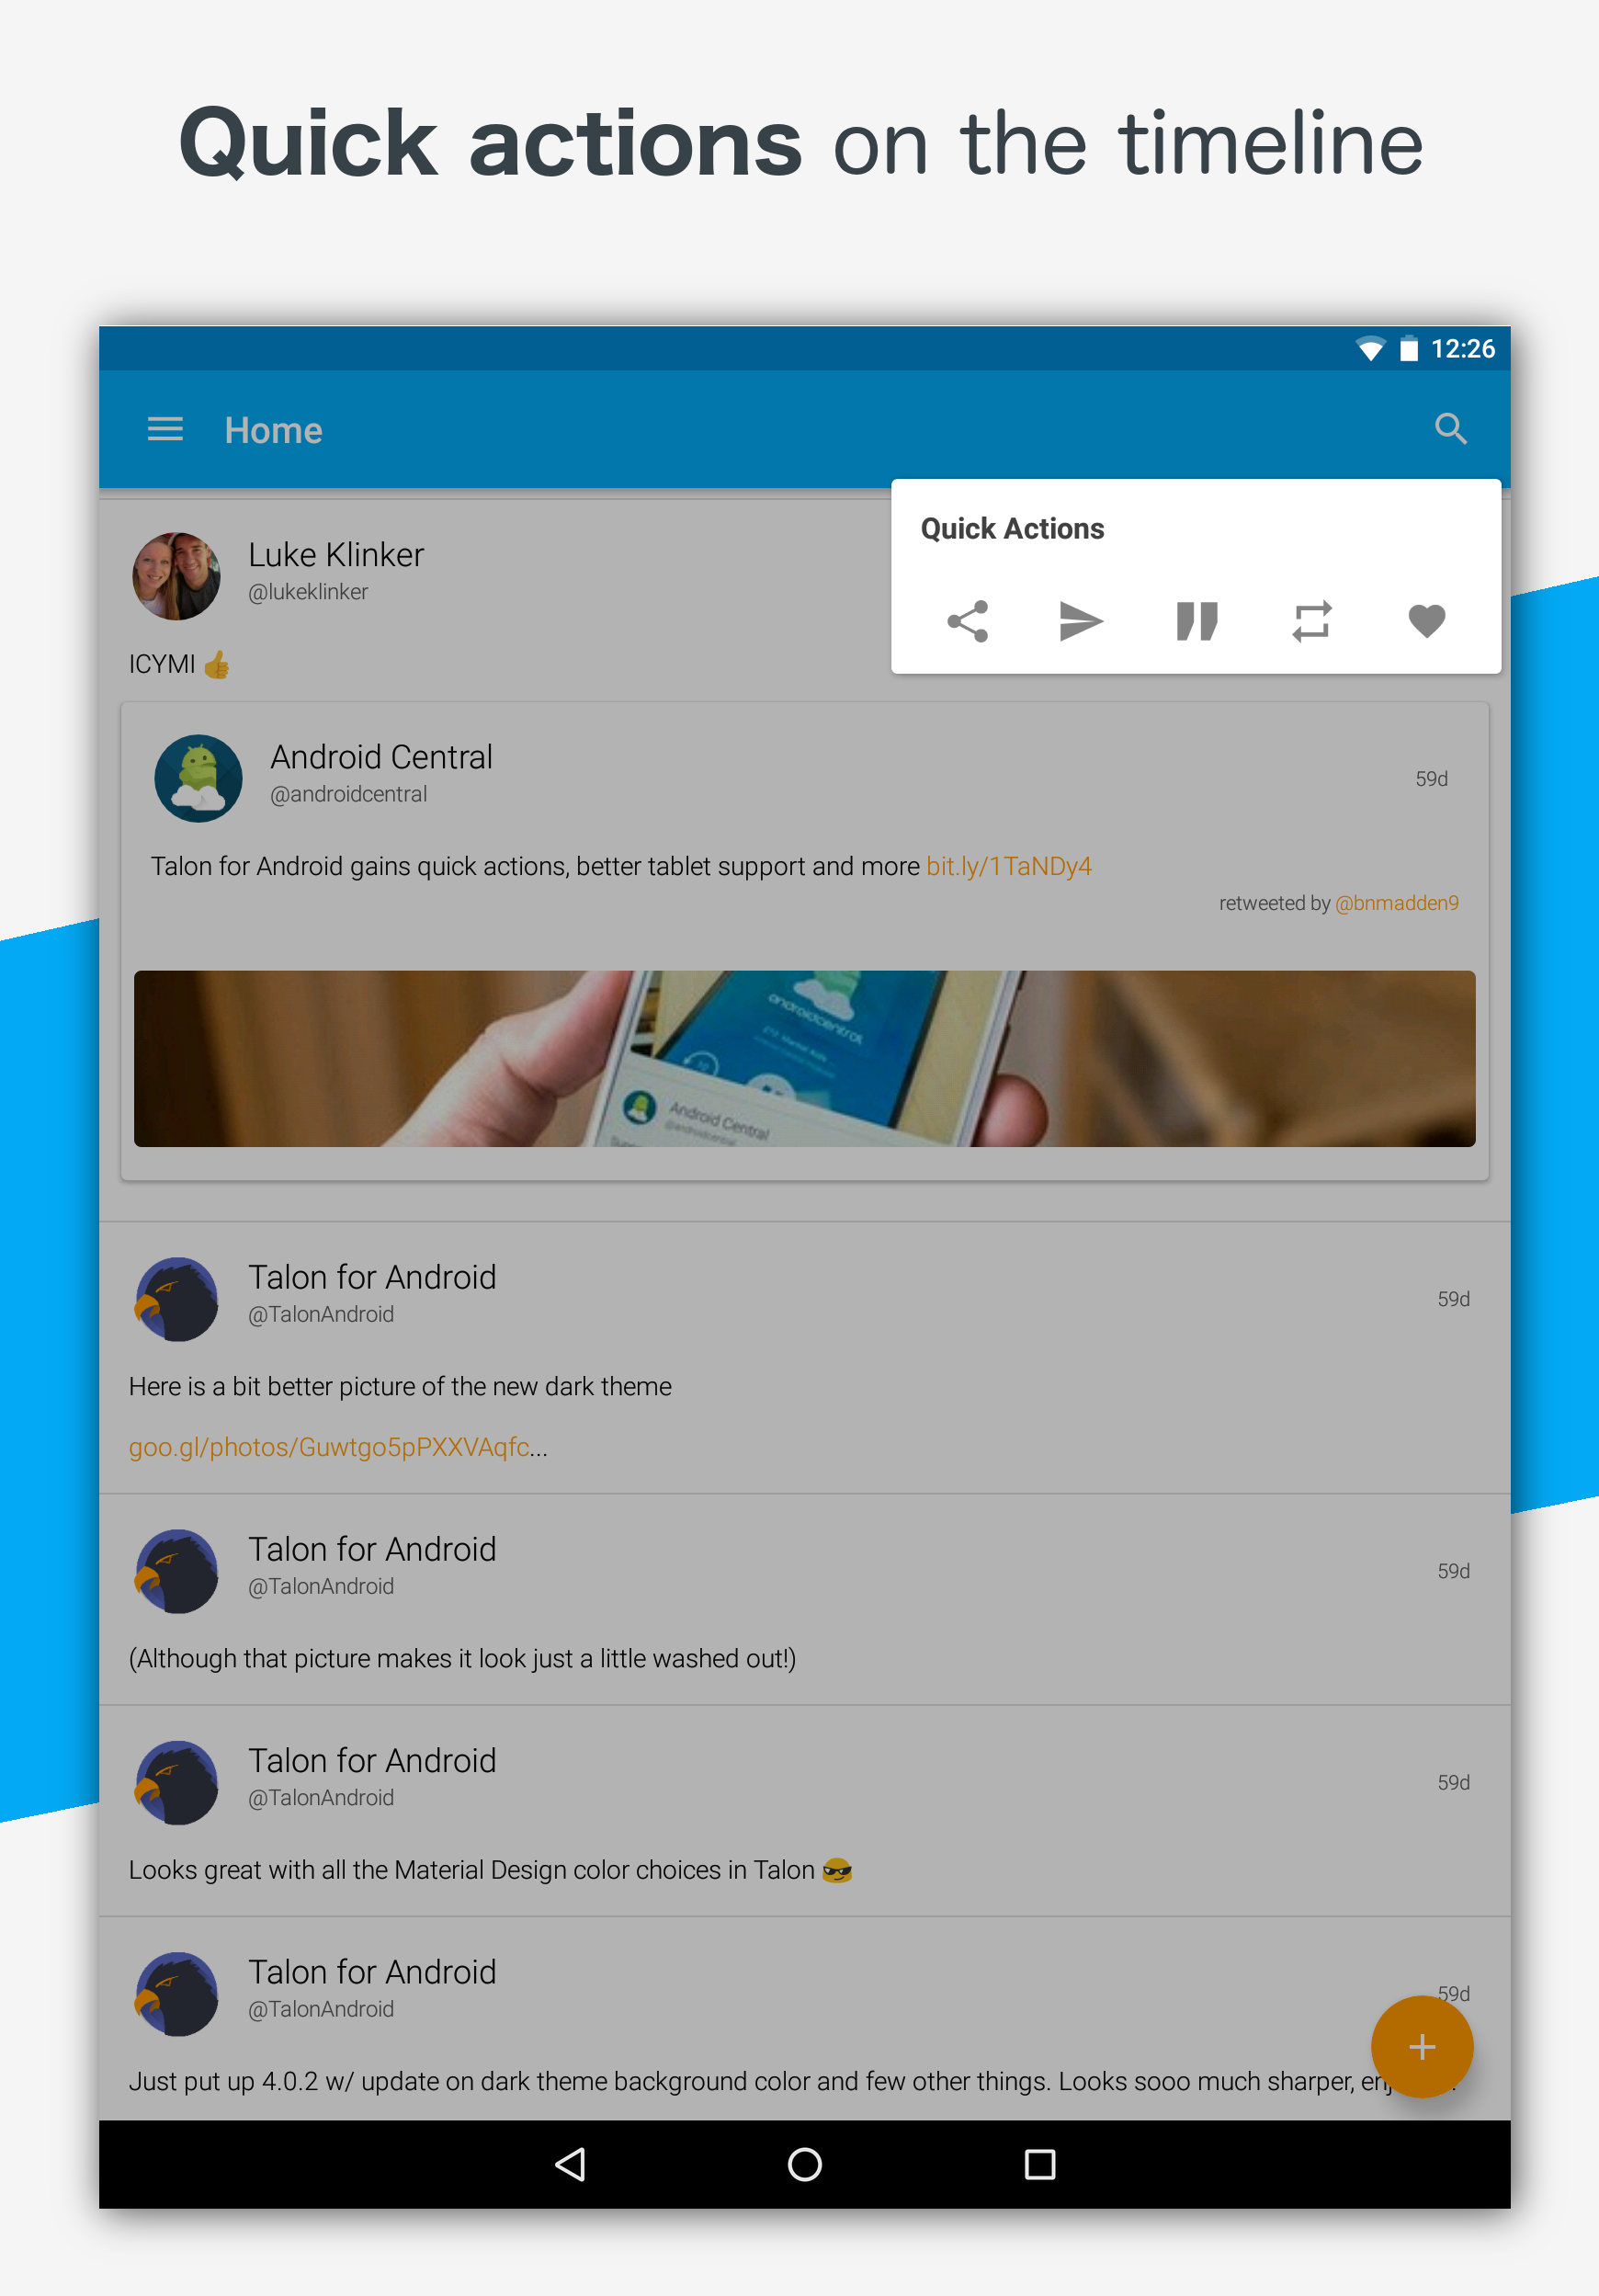 Quick actions on the timeline
12:26
Home
Quick Actions
Luke Klinker
@lukeklinker
ICYMI 👍
Android Central
@androidcentral
59d
Talon for Android gains quick actions, better tablet support and more bit.ly/1TaNDy4
retweeted by @bnmadden9
androidcentral
Android Central
@androidcentral
Talon for Android
@TalonAndroid
59d
Here is a bit better picture of the new dark theme
goo.gl/photos/Guwtgo5pPXXVAqfc...
Talon for Android
@TalonAndroid
59d
(Although that picture makes it look just a little washed out!)
Talon for Android
@TalonAndroid
59d
Looks great with all the Material Design color choices in Talon 😎
Talon for Android
@TalonAndroid
59d
Just put up 4.0.2 w/ update on dark theme background color and few other things. Looks sooo much sharper,